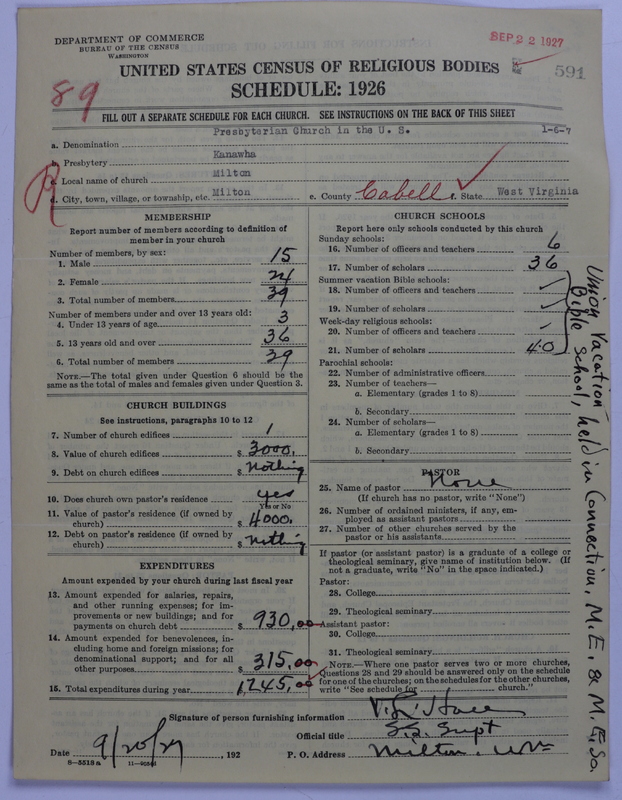 DEPARTMENT OF COMMERCE
BUREAU OF THE CENSUS
WASHINGTON
SEP 22 1927
591
89
UNITED STATES CENSUS OF RELIGIOUS BODIES
SCHEDULE: 1926
FILL OUT A SEPARATE SCHEDULE FOR EACH CHURCH. SEE INSTRUCTIONS ON THE BACK OF THIS SHEET
a. Denomination Presbyterian Church in the U. S. 1-6-7
b. Presbytery Kanawha
c. Local name of church Milton
d. City, town, village, or township, etc. Milton e. County Cabell f. State West Virginia
MEMBERSHIP
Report number of members according to definition of member in your church
Number of members, by sex:
1. Male 15
2. Female 24
3. Total number of members 39
Number of members under and over 13 years old:
4. Under 13 years of age 3
5. 13 years old and over 36
6. Total number of members 39
NOTE.—The total given under Question 6 should be
same as the total of males and females given under Question 3.
CHURCH BUILDINGS
See instructions, paragraphs 10 to 12
7. Number of church edifices 1
8. Value of church edifices $ 3000.
9. Debt on church edifices $ nothing
10. Does church own pastor's residence yes
Yes or No
11. Value of pastor's residence (if owned by
church) $ 4000.
12. Debt on pastor's residence (if owned by
church) $ nothing
EXPENDITURES
Amount expended by your church during last fiscal year
13. Amount expended for salaries, repairs,
and other running expenses; for im-
provements or new buildings; and for
payments on church debt $ 930.00
14. Amount expended for benevolences, in-
cluding home and foreign missions; for
denominational support; and for all
other purposes $ 315.00
15. Total expenditures during year 1,245.00
CHURCH SCHOOLS
Report here only schools conducted by this church
Sunday schools:
16. Number of officers and teachers 6
17. Number of scholars 36
Summer vacation Bible schools:
18. Number of officers and teachers
19. Number of scholars
Week-day religious schools:
20. Number of officers and teachers
21. Number of scholars 40
Parochial schools:
22. Number of administrative officers
23. Number of teachers—
a. Elementary (grades 1 to 8)
b. Secondary
24. Number of scholars—
a. Elementary (grades 1 to 8)
b. Secondary
Union Vacation
Bible School, held in Connection, M. E. & M. E. So.
PASTOR
25. Name of pastor None
(If church has no pastor, write "None")
26. Number of ordained ministers, if any, em-
ployed as assistant pastors
27. Number of other churches served by the
pastor or his assistants
If pastor (or assistant pastor) is a graduate of a college or
theological seminary, give name of institution below. (If
not a graduate, write "No" in the space indicated.)
Pastor:
28. College
29. Theological seminary
Assistant pastor:
30. College
31. Theological seminary
NOTE.—Where one pastor serves two or more churches,
Questions 28 and 29 should be answered only on the schedule
for one of the churches; on the schedules for the other churches,
write "See schedule for church."
Signature of person furnishing information
Official title S.S. Supt
Date 9/20/27, 192 P. O. Address Milton, W Va
8—5518a